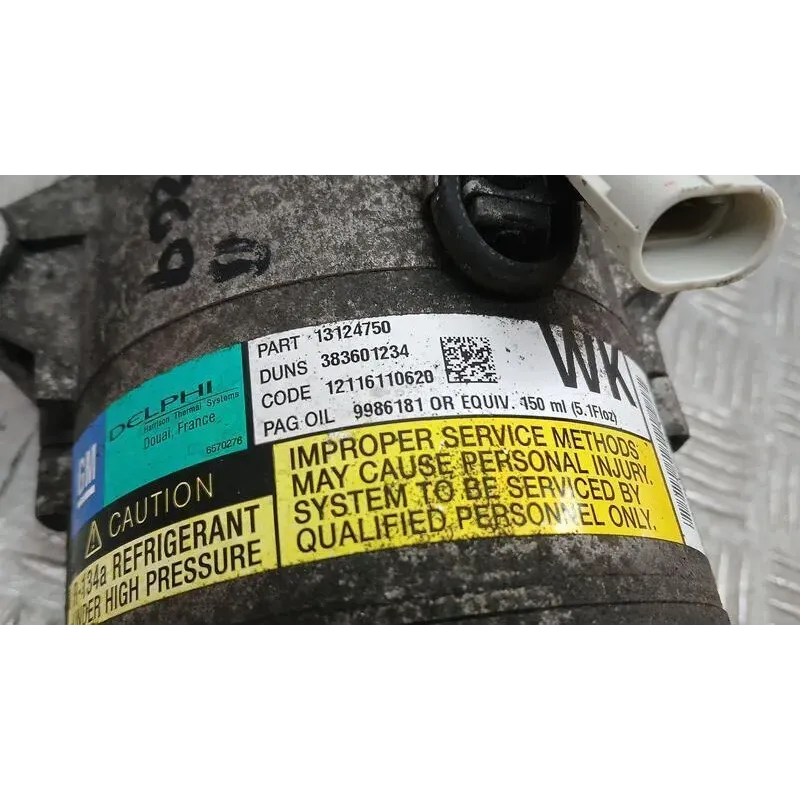 GM
DELPHI
Harrison Thermal Systems
Douai, France
6570276
PART 13124750
DUNS 383601234
CODE 12116110620
PAG OIL 9986181 OR EQUIV. 150 ml (5.1Floz)
WK
CAUTION
R-134a REFRIGERANT
UNDER HIGH PRESSURE
IMPROPER SERVICE METHODS
MAY CAUSE PERSONAL INJURY.
SYSTEM TO BE SERVICED BY
QUALIFIED PERSONNEL ONLY.